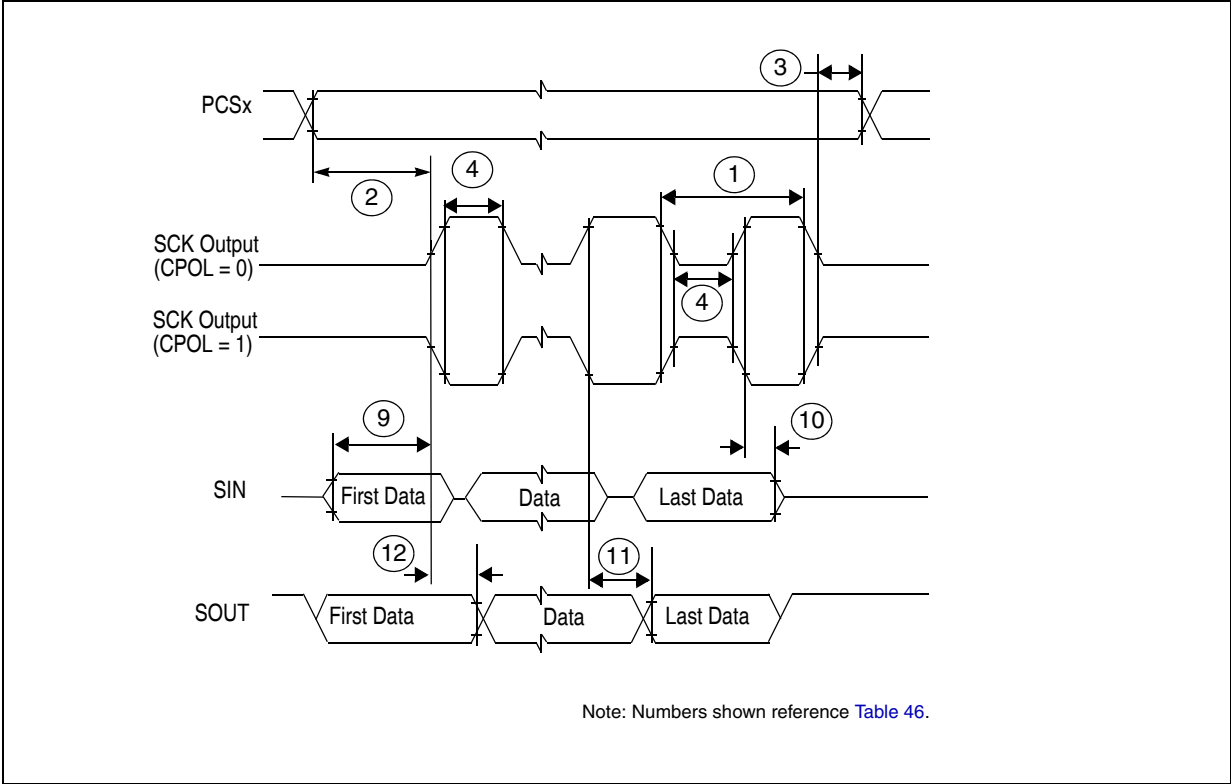 3
PCSx
4
1
2
SCK Output
(CPOL = 0)
4
SCK Output
(CPOL = 1)
9
10
SIN
First Data
Data
Last Data
12
11
SOUT
First Data
Data
Last Data
Note: Numbers shown reference Table 46.